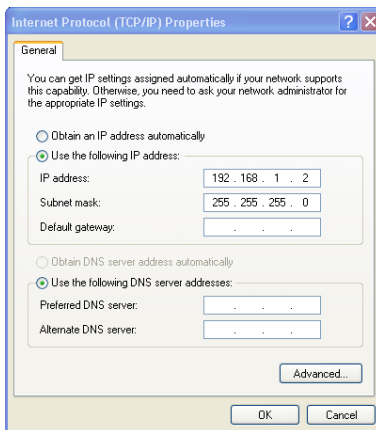 Internet Protocol (TCP/IP) Properties
General
You can get IP settings assigned automatically if your network supports
this capability. Otherwise, you need to ask your network administrator for
the appropriate IP settings.
Obtain an IP address automatically
Use the following IP address:
IP address: 192 . 168 . 1 . 2
Subnet mask: 255 . 255 . 255 . 0
Default gateway: . . .
Obtain DNS server address automatically
Use the following DNS server addresses:
Preferred DNS server: . . .
Alternate DNS server: . . .
Advanced...
OK Cancel